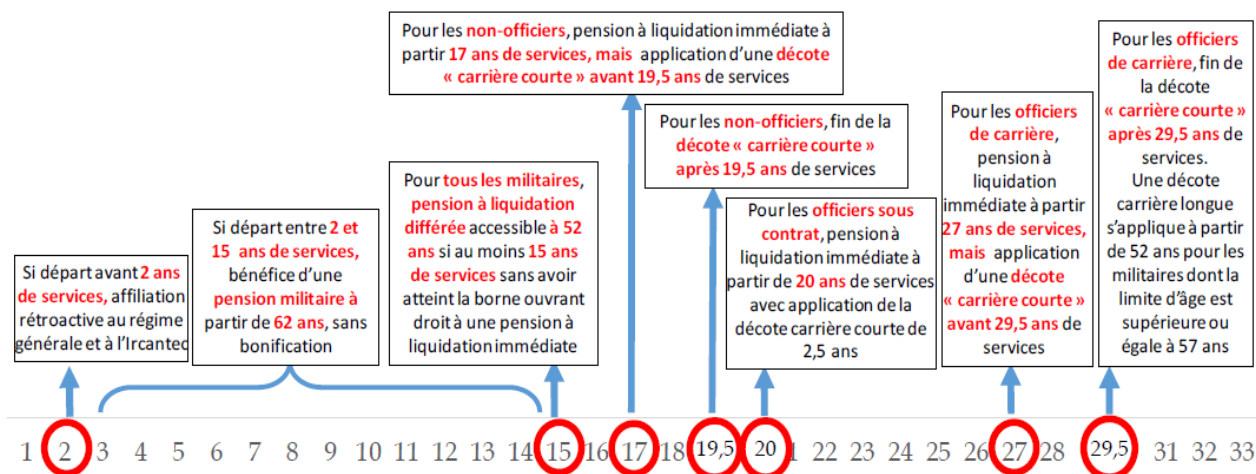 Pour les non-officiers, pension à liquidation immédiate à
partir 17 ans de services, mais application d'une décote
« carrière courte » avant 19,5 ans de services
Pour les officiers
de carrière, fin de
la décote
« carrière courte »
après 29,5 ans de
services.
Une décote
carrière longue
s'applique à partir
de 52 ans pour les
militaires dont la
limite d'âge est
supérieure ou
égale à 57 ans
Pour les officiers
de carrière,
pension à
liquidation
immédiate à partir
27 ans de services,
mais application
d'une décote
« carrière courte »
avant 29,5 ans de
services
Pour les non-officiers, fin de la
décote « carrière courte »
après 19,5 ans de services
Pour tous les militaires,
pension à liquidation
différée accessible à 52
ans si au moins 15 ans
de services sans avoir
atteint la borne ouvrant
droit à une pension à
liquidation immédiate
Pour les officiers sous
contrat, pension à
liquidation immédiate à
partir de 20 ans de services
avec application de la
décote carrière courte de
2,5 ans
Si départ entre 2 et
15 ans de services,
bénéfice d'une
pension militaire à
partir de 62 ans, sans
bonification
Si départ avant 2 ans
de services, affiliation
rétroactive au régime
générale et à l'Ircantec
1 2 3 4 5 6 7 8 9 10 11 12 13 14 15 16 17 18 19,5 20 1 22 23 24 25 26 27 28 29,5 31 32 33